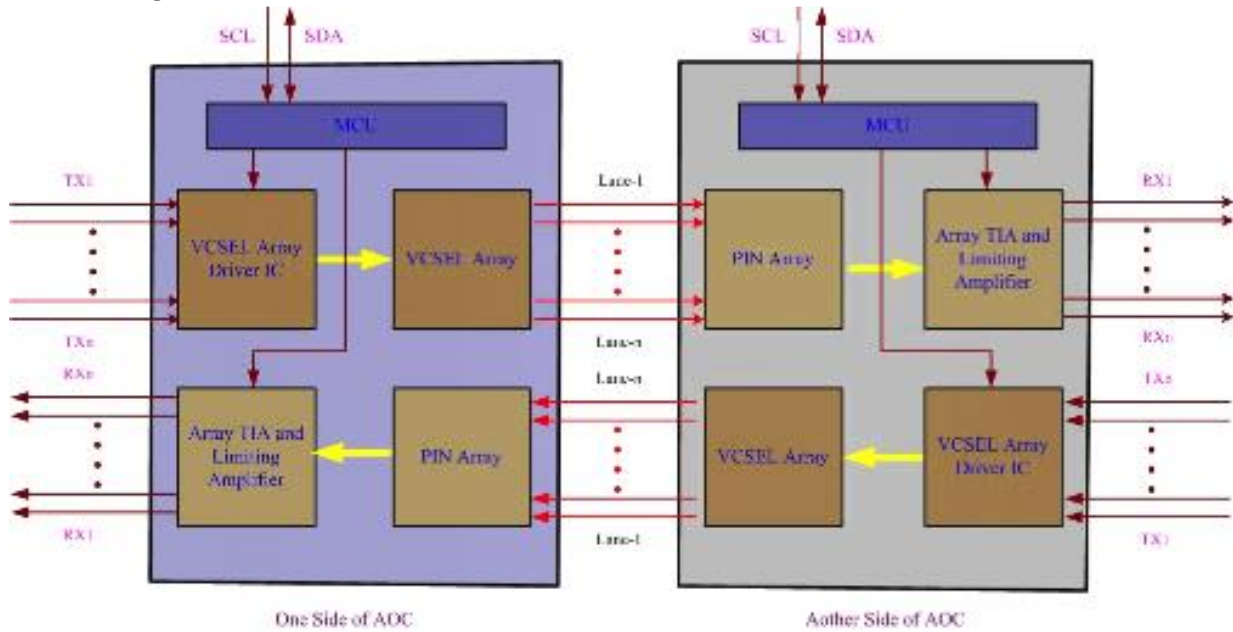 SCL SDA SCL SDA
MCU MCU
TX1 Lane-1 RX1
VCSEL Array
Driver IC
VCSEL Array
PIN Array
Array TIA and
Limiting
Amplifier
TXn Lane-n RXn
RXn Lane-n TXn
Array TIA and
Limiting
Amplifier
PIN Array
VCSEL Array
VCSEL Array
Driver IC
RX1 Lane-1 TX1
One Side of AOC Aother Side of AOC